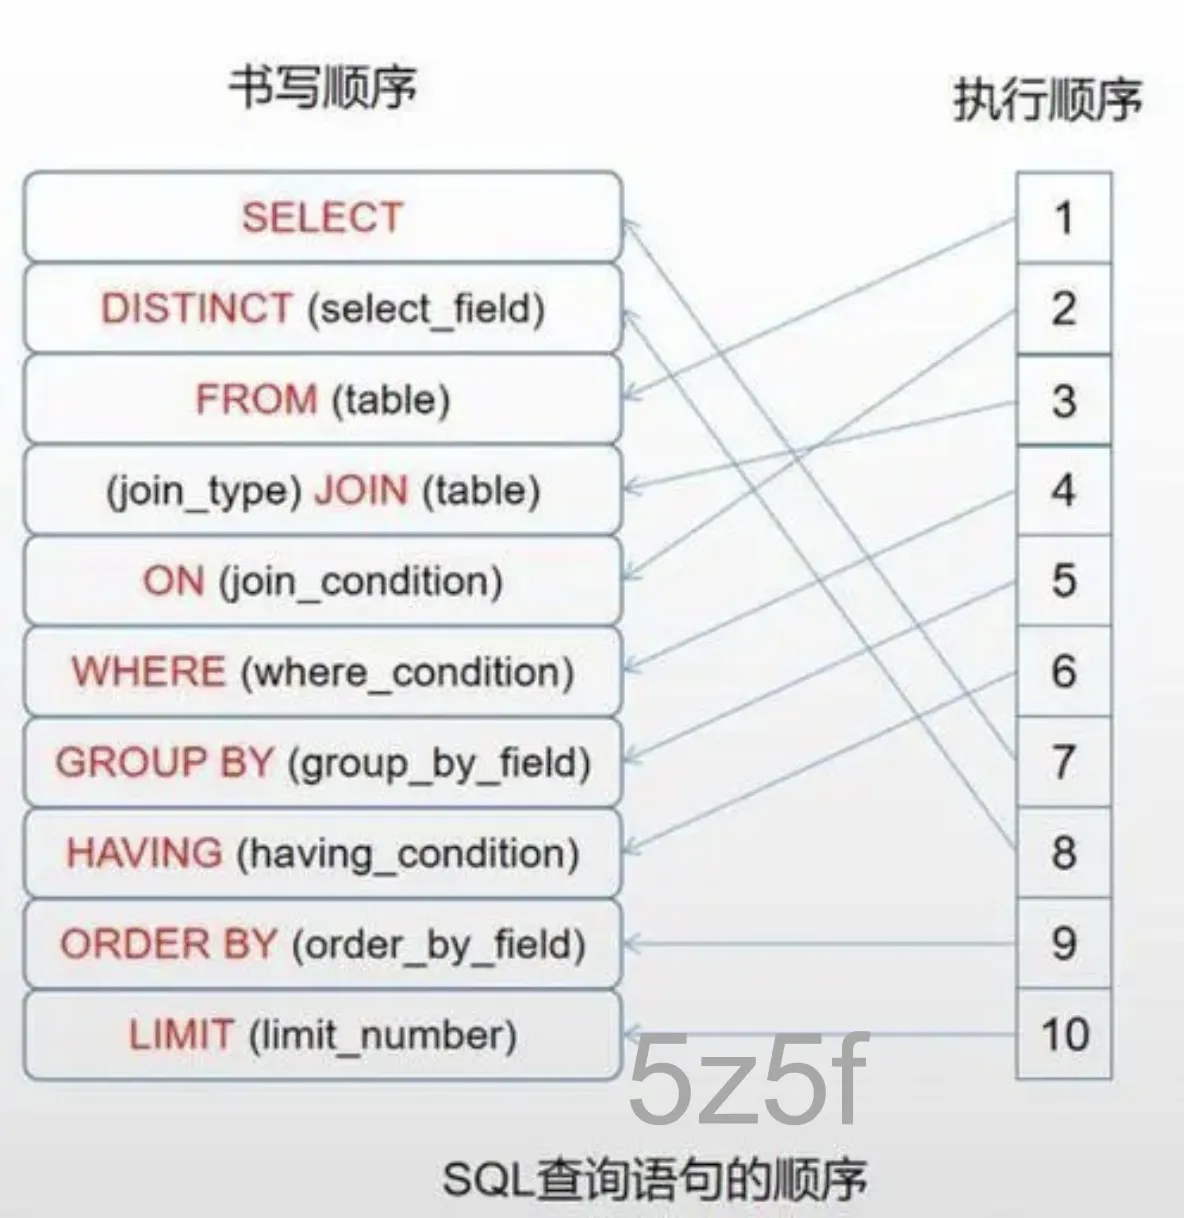 书写顺序
执行顺序
SELECT
DISTINCT (select_field)
FROM (table)
(join_type) JOIN (table)
ON (join_condition)
WHERE (where_condition)
GROUP BY (group_by_field)
HAVING (having_condition)
ORDER BY (order_by_field)
LIMIT (limit_number)
1
2
3
4
5
6
7
8
9
10
5z5f
SQL查询语句的顺序